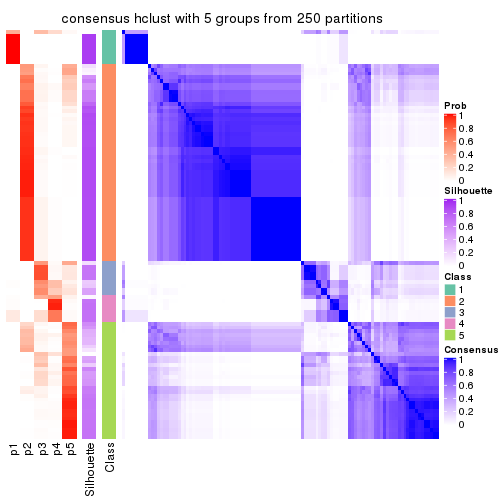 consensus hclust with 5 groups from 250 partitions
Prob
1
0.8
0.6
0.4
0.2
0
Silhouette
1
0.8
0.6
0.4
0.2
0
Class
1
2
3
4
5
Consensus
1
0.8
0.6
0.4
0.2
0
p1
p2
p3
p4
p5
Silhouette
Class